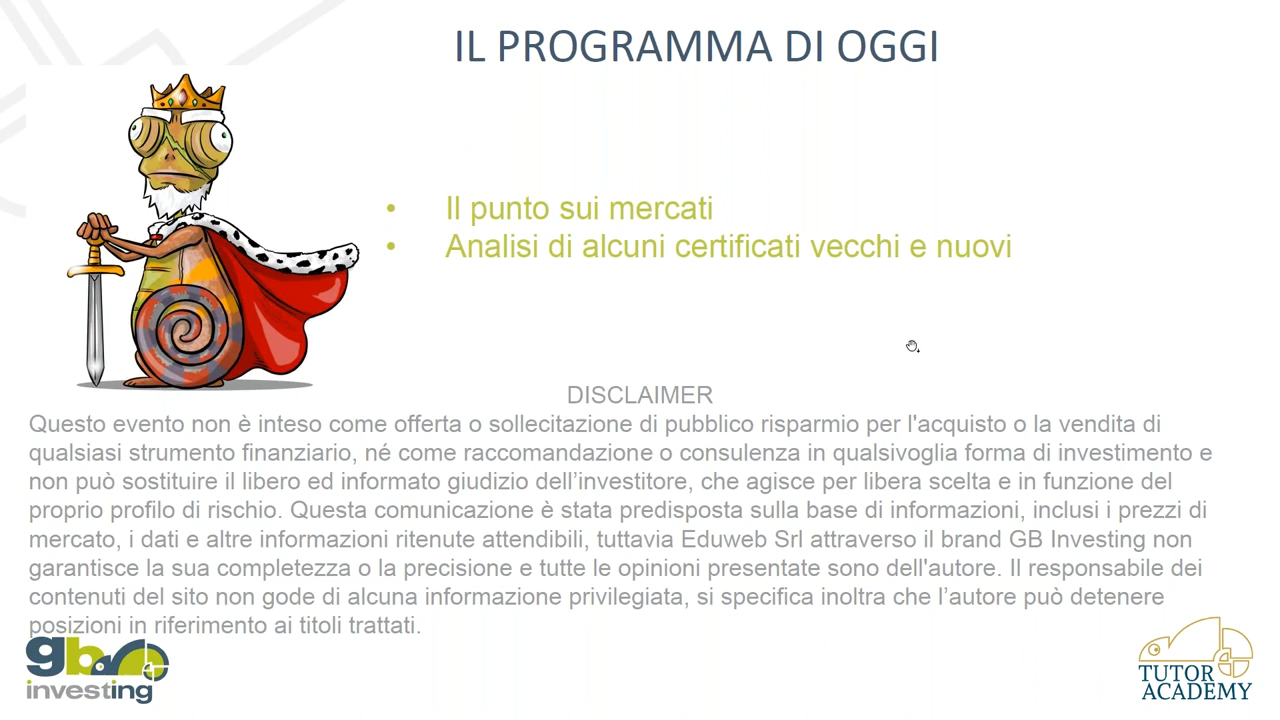 IL PROGRAMMA DI OGGI
• Il punto sui mercati
• Analisi di alcuni certificati vecchi e nuovi
DISCLAIMER
Questo evento non è inteso come offerta o sollecitazione di pubblico risparmio per l'acquisto o la vendita di
qualsiasi strumento finanziario, né come raccomandazione o consulenza in qualsivoglia forma di investimento e
non può sostituire il libero ed informato giudizio dell’investitore, che agisce per libera scelta e in funzione del
proprio profilo di rischio. Questa comunicazione è stata predisposta sulla base di informazioni, inclusi i prezzi di
mercato, i dati e altre informazioni ritenute attendibili, tuttavia Eduweb Srl attraverso il brand GB Investing non
garantisce la sua completezza o la precisione e tutte le opinioni presentate sono dell'autore. Il responsabile dei
contenuti del sito non gode di alcuna informazione privilegiata, si specifica inoltra che l’autore può detenere
posizioni in riferimento ai titoli trattati.
gb
investing
TUTOR
ACADEMY